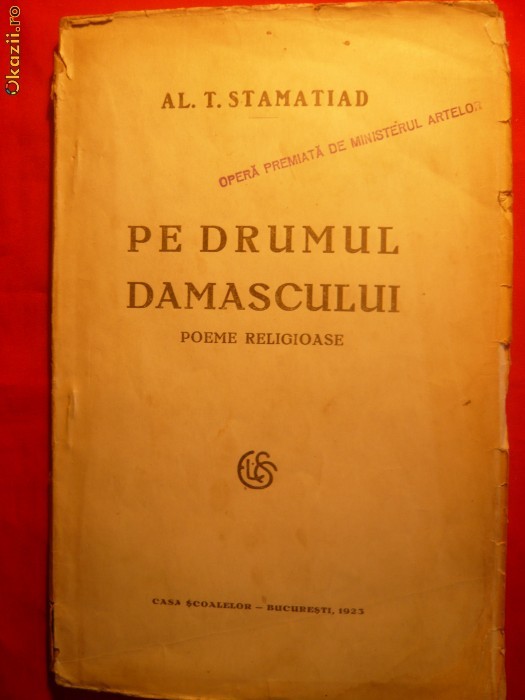 Okazii.ro
AL. T. STAMATIAD
OPERĂ PREMIATĂ DE MINISTERUL ARTELOR
PE DRUMUL
DAMASCULUI
POEME RELIGIOASE
CASA ȘCOALELOR — BUCUREȘTI, 1923